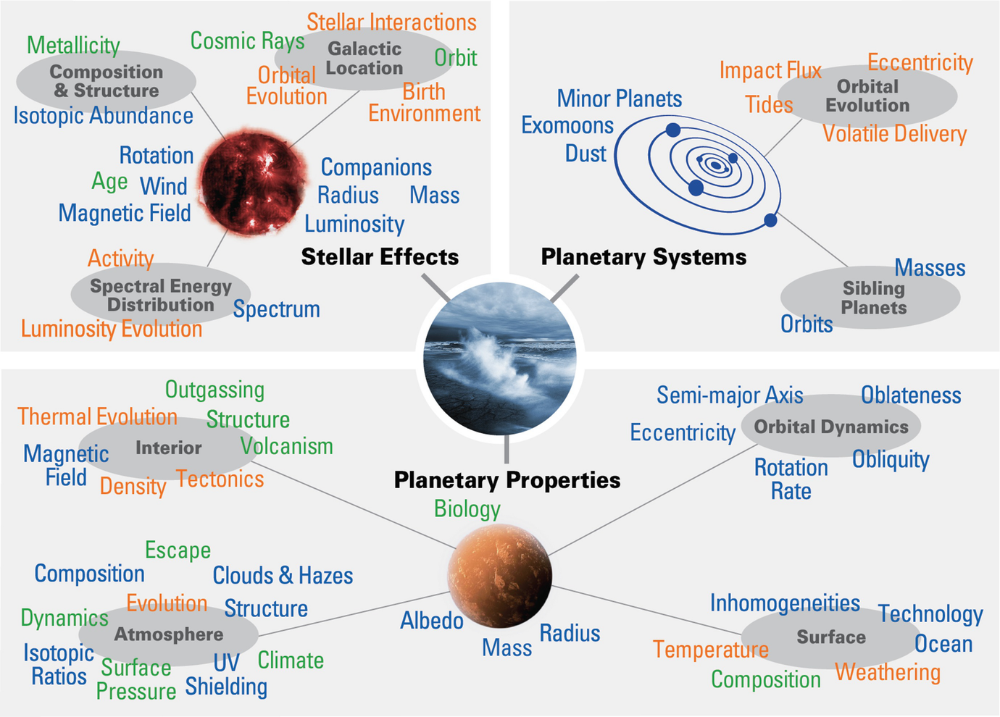 Stellar Interactions
Cosmic Rays
Galactic
Location
Orbit
Orbital
Evolution
Birth
Environment
Metallicity
Composition
& Structure
Isotopic Abundance
Rotation
Age
Wind
Magnetic Field
Companions
Radius
Mass
Luminosity
Activity
Spectral Energy
Distribution
Spectrum
Luminosity Evolution
Stellar Effects
Planetary Systems
Minor Planets
Exomoons
Dust
Impact Flux
Eccentricity
Orbital
Evolution
Tides
Volatile Delivery
Masses
Sibling
Planets
Orbits
Planetary Properties
Biology
Albedo
Mass
Radius
Outgassing
Thermal Evolution
Structure
Interior
Volcanism
Magnetic
Field
Density
Tectonics
Semi-major Axis
Oblateness
Orbital Dynamics
Eccentricity
Rotation
Rate
Obliquity
Escape
Composition
Clouds & Hazes
Evolution
Structure
Dynamics
Atmosphere
Isotopic
Ratios
Surface
Pressure
UV
Shielding
Climate
Inhomogeneities
Technology
Surface
Ocean
Temperature
Composition
Weathering